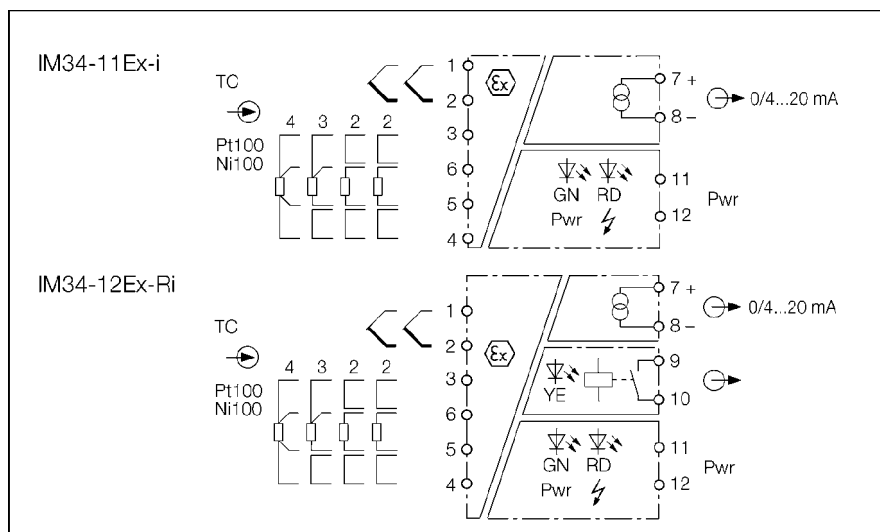 IM34-11Ex-i
TC
4 3 2 2
Pt100
Ni100
1
2
3
6
5
4
εx
7 +
8 –
0/4...20 mA
GN RD
Pwr
11
12
Pwr
IM34-12Ex-Ri
TC
4 3 2 2
Pt100
Ni100
1
2
3
6
5
4
εx
7 +
8 –
0/4...20 mA
YE
9
10
GN RD
Pwr
11
12
Pwr